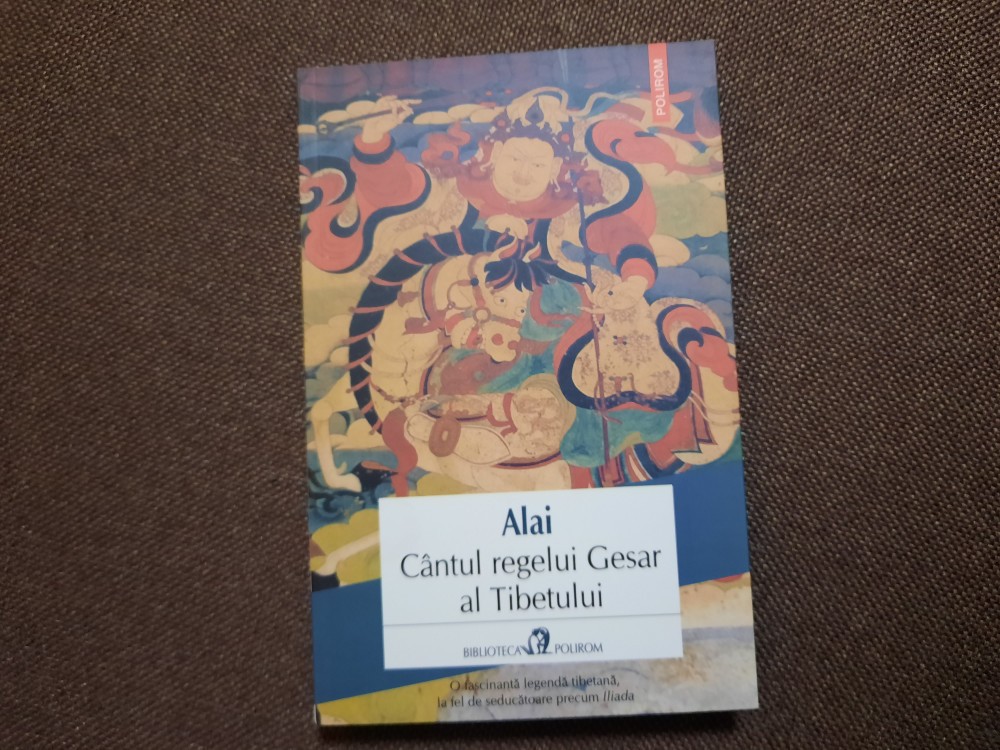 POLIROM
Alai
Cântul regelui Gesar
al Tibetului
BIBLIOTECA POLIROM
O fascinantă legendă tibetană,
la fel de seducătoare precum Iliada